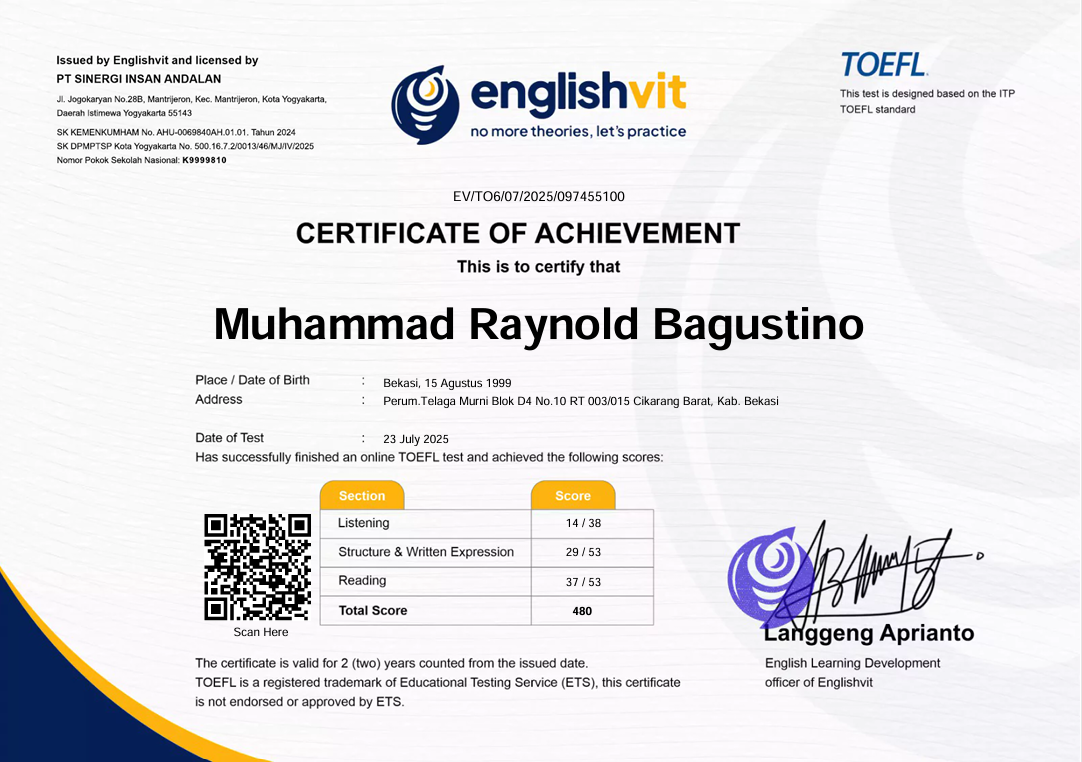 Issued by Englishvit and licensed by
PT SINERGI INSAN ANDALAN
Jl. Jogokaryan No.28B, Mantrijeron, Kec. Mantrijeron, Kota Yogyakarta,
Daerah Istimewa Yogyakarta 55143
SK KEMENKUMHAM No. AHU-0069840AH.01.01. Tahun 2024
SK DPMPTSP Kota Yogyakarta No. 500.16.7.2/0013/46/MJ/IV/2025
Nomor Pokok Sekolah Nasional: K9999810
englishvit
no more theories, let's practice
TOEFL.
This test is designed based on the ITP
TOEFL standard
EV/TO6/07/2025/097455100
CERTIFICATE OF ACHIEVEMENT
This is to certify that
Muhammad Raynold Bagustino
Place / Date of Birth : Bekasi, 15 Agustus 1999
Address : Perum.Telaga Murni Blok D4 No.10 RT 003/015 Cikarang Barat, Kab. Bekasi
Date of Test : 23 July 2025
Has successfully finished an online TOEFL test and achieved the following scores:
Section Score
Listening 14 / 38
Structure & Written Expression 29 / 53
Reading 37 / 53
Total Score 480
Scan Here
Langgeng Aprianto
English Learning Development
officer of Englishvit
The certificate is valid for 2 (two) years counted from the issued date.
TOEFL is a registered trademark of Educational Testing Service (ETS), this certificate
is not endorsed or approved by ETS.